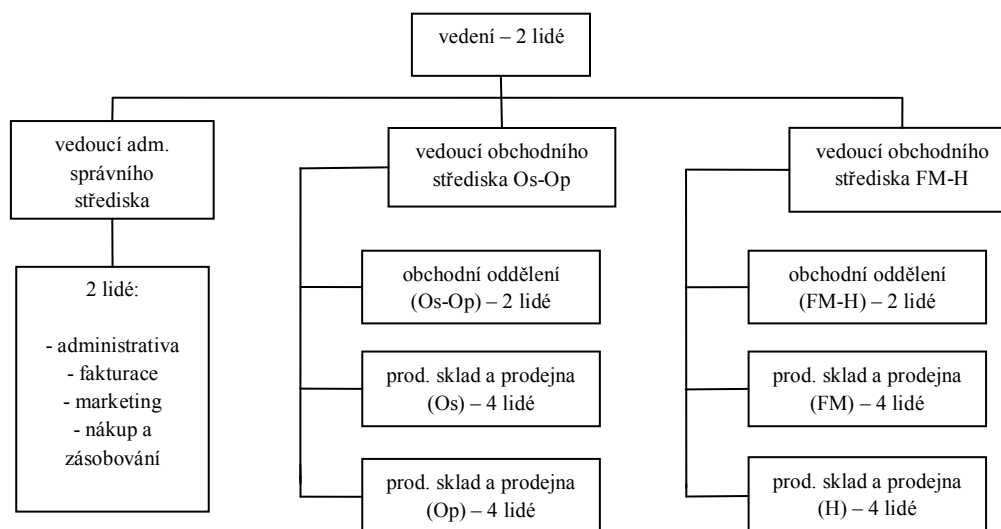 vedení – 2 lidé
vedoucí adm.
správního
střediska
vedoucí obchodního
střediska Os-Op
vedoucí obchodního
střediska FM-H
2 lidé:
- administrativa
- fakturace
- marketing
- nákup a
zásobování
obchodní oddělení
(Os-Op) – 2 lidé
prod. sklad a prodejna
(Os) – 4 lidé
prod. sklad a prodejna
(Op) – 4 lidé
obchodní oddělení
(FM-H) – 2 lidé
prod. sklad a prodejna
(FM) – 4 lidé
prod. sklad a prodejna
(H) – 4 lidé